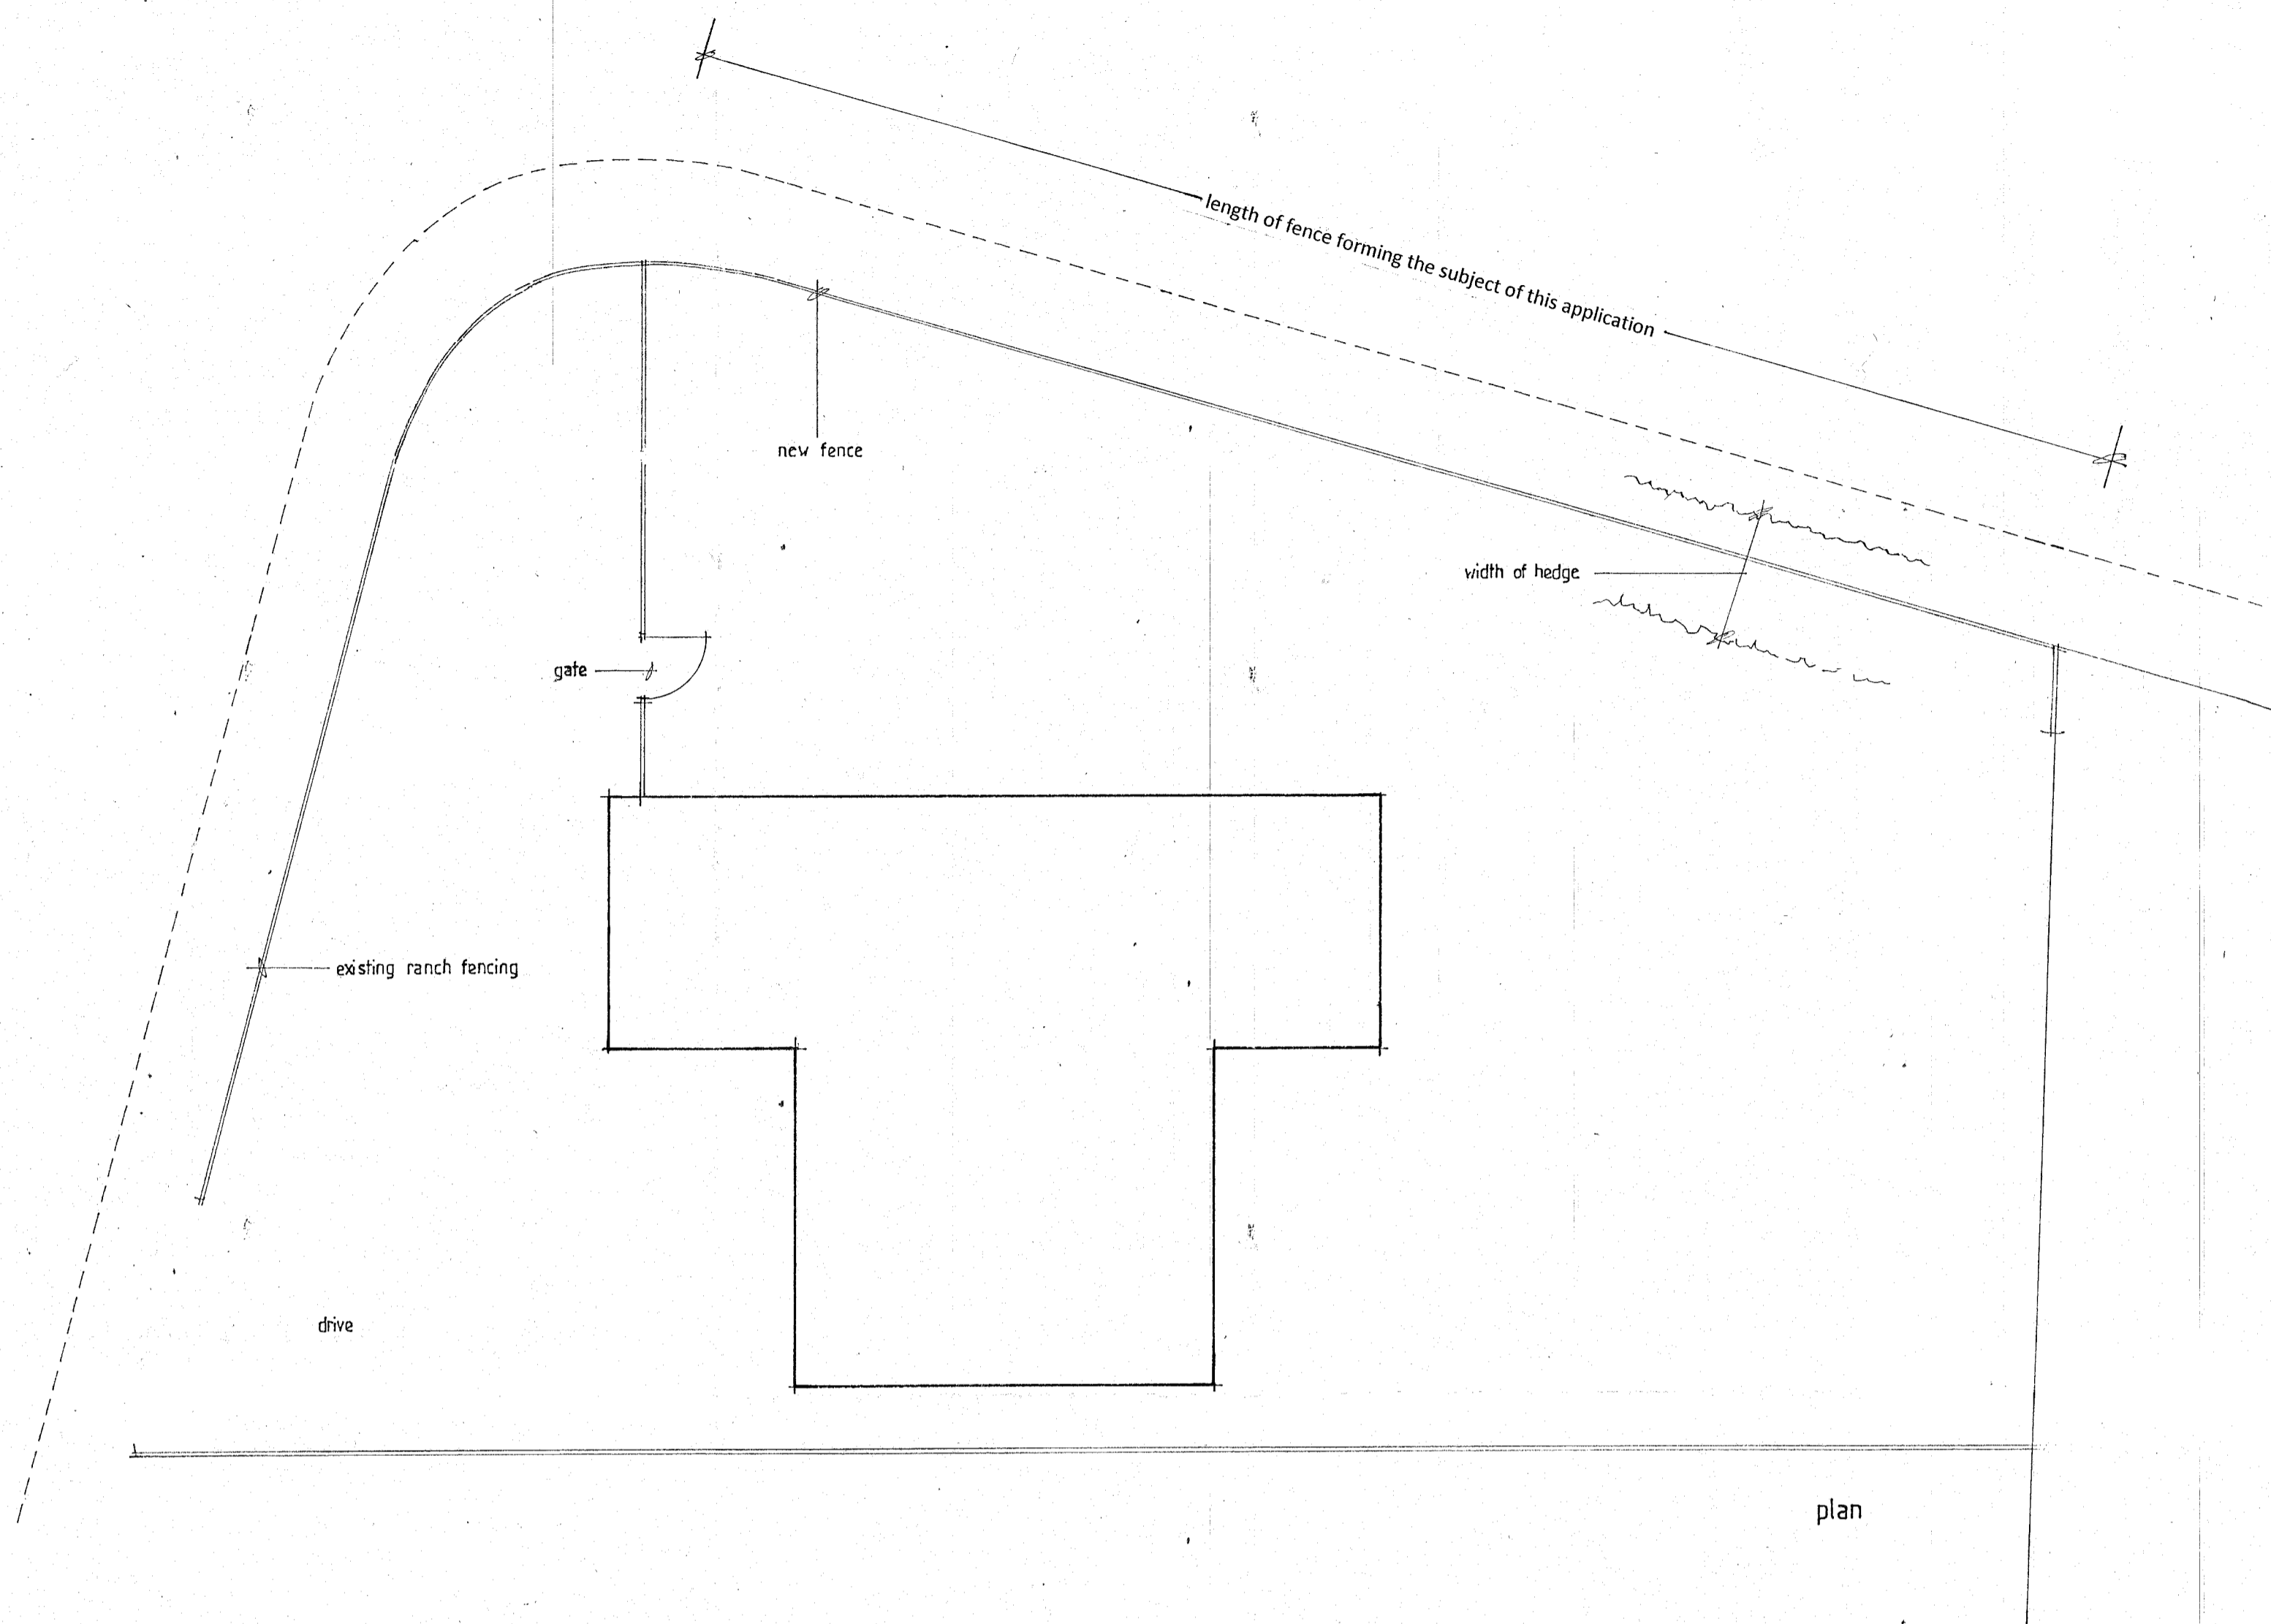 length of fence forming the subject of this application
new fence
width of hedge
gate
existing ranch fencing
drive
plan